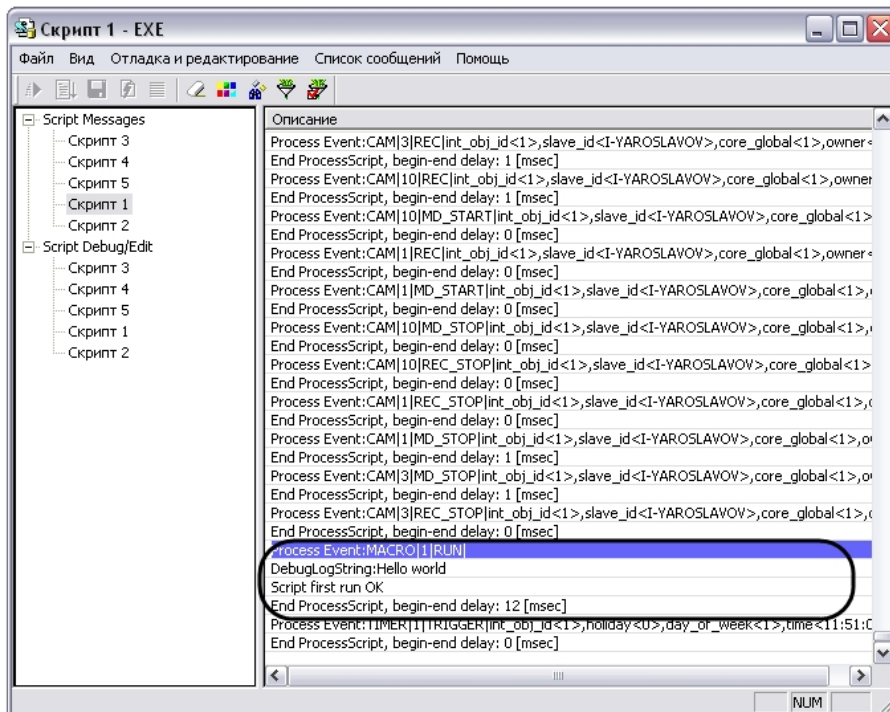 Скрипт 1 - EXE
Файл Вид Отладка и редактирование Список сообщений Помощь
Script Messages
Скрипт 3
Скрипт 4
Скрипт 5
Скрипт 1
Скрипт 2
Script Debug/Edit
Скрипт 3
Скрипт 4
Скрипт 5
Скрипт 1
Скрипт 2
Описание
Process Event:CAM|3|REC|int_obj_id<1>,slave_id<I-YAROSLAVOV>,core_global<1>,owner<
End ProcessScript, begin-end delay: 1 [msec]
Process Event:CAM|10|REC|int_obj_id<1>,slave_id<I-YAROSLAVOV>,core_global<1>,owner
End ProcessScript, begin-end delay: 1 [msec]
Process Event:CAM|10|MD_START|int_obj_id<1>,slave_id<I-YAROSLAVOV>,core_global<1>
End ProcessScript, begin-end delay: 0 [msec]
Process Event:CAM|1|REC|int_obj_id<1>,slave_id<I-YAROSLAVOV>,core_global<1>,owner<
End ProcessScript, begin-end delay: 0 [msec]
Process Event:CAM|1|MD_START|int_obj_id<1>,slave_id<I-YAROSLAVOV>,core_global<1>,
End ProcessScript, begin-end delay: 0 [msec]
Process Event:CAM|10|MD_STOP|int_obj_id<1>,slave_id<I-YAROSLAVOV>,core_global<1>,
End ProcessScript, begin-end delay: 0 [msec]
Process Event:CAM|10|REC_STOP|int_obj_id<1>,slave_id<I-YAROSLAVOV>,core_global<1>
End ProcessScript, begin-end delay: 0 [msec]
Process Event:CAM|1|REC_STOP|int_obj_id<1>,slave_id<I-YAROSLAVOV>,core_global<1>,
End ProcessScript, begin-end delay: 0 [msec]
Process Event:CAM|1|MD_STOP|int_obj_id<1>,slave_id<I-YAROSLAVOV>,core_global<1>,
End ProcessScript, begin-end delay: 1 [msec]
Process Event:CAM|3|MD_STOP|int_obj_id<1>,slave_id<I-YAROSLAVOV>,core_global<1>,
End ProcessScript, begin-end delay: 1 [msec]
Process Event:CAM|3|REC_STOP|int_obj_id<1>,slave_id<I-YAROSLAVOV>,core_global<1>,
End ProcessScript, begin-end delay: 0 [msec]
Process Event:MACRO|1|RUN|
DebugLogString:Hello world
Script first run OK
End ProcessScript, begin-end delay: 12 [msec]
Process Event:TIMER|1|TRIGGER|int_obj_id<1>,holiday<0>,day_of_week<1>,time<11:51:0
End ProcessScript, begin-end delay: 0 [msec]
NUM